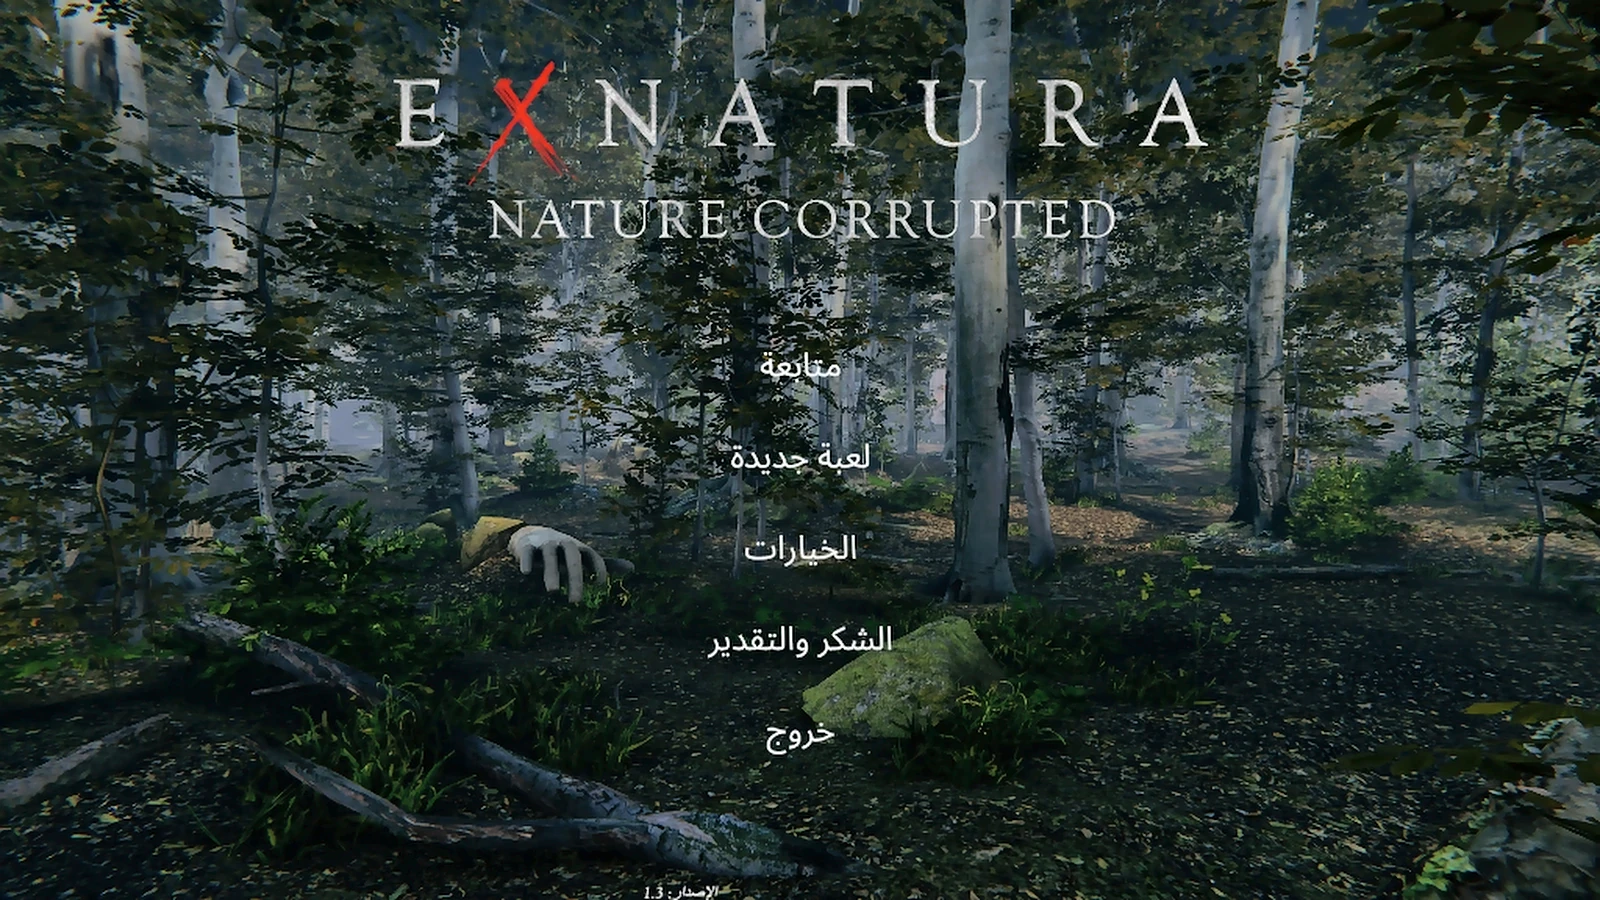 EXNATURA
NATURE CORRUPTED
متابعة
لعبة جديدة
الخيارات
الشكر والتقدير
خروج
الإصدار: 1.3